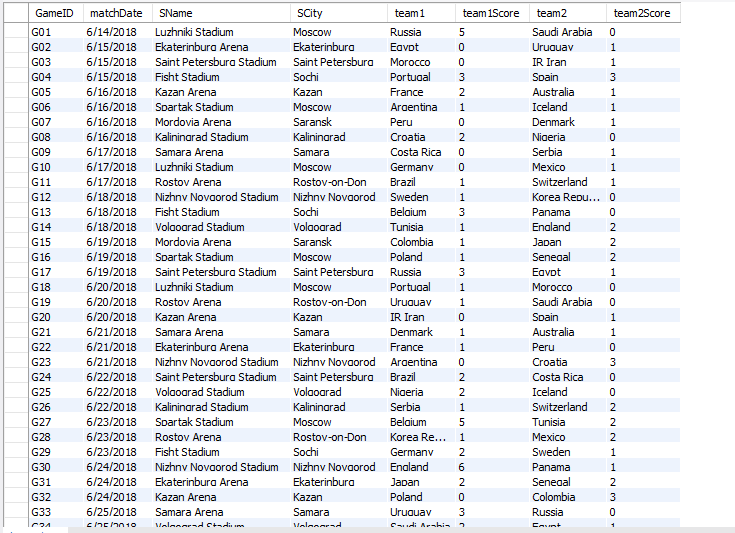 GameID matchDate SName SCity team1 team1Score team2 team2Score
G01 6/14/2018 Luzhniki Stadium Moscow Russia 5 Saudi Arabia 0
G02 6/15/2018 Ekaterinburg Arena Ekaterinburg Egypt 0 Uruguay 1
G03 6/15/2018 Saint Petersburg Stadium Saint Petersburg Morocco 0 IR Iran 1
G04 6/15/2018 Fisht Stadium Sochi Portugal 3 Spain 3
G05 6/16/2018 Kazan Arena Kazan France 2 Australia 1
G06 6/16/2018 Spartak Stadium Moscow Argentina 1 Iceland 1
G07 6/16/2018 Mordovia Arena Saransk Peru 0 Denmark 1
G08 6/16/2018 Kaliningrad Stadium Kaliningrad Croatia 2 Nigeria 0
G09 6/17/2018 Samara Arena Samara Costa Rica 0 Serbia 1
G10 6/17/2018 Luzhniki Stadium Moscow Germany 0 Mexico 1
G11 6/17/2018 Rostov Arena Rostov-on-Don Brazil 1 Switzerland 1
G12 6/18/2018 Nizhny Novgorod Stadium Nizhny Novgorod Sweden 1 Korea Repu... 0
G13 6/18/2018 Fisht Stadium Sochi Belgium 3 Panama 0
G14 6/18/2018 Volgograd Stadium Volgograd Tunisia 1 England 2
G15 6/19/2018 Mordovia Arena Saransk Colombia 1 Japan 2
G16 6/19/2018 Spartak Stadium Moscow Poland 1 Senegal 2
G17 6/19/2018 Saint Petersburg Stadium Saint Petersburg Russia 3 Egypt 1
G18 6/20/2018 Luzhniki Stadium Moscow Portugal 1 Morocco 0
G19 6/20/2018 Rostov Arena Rostov-on-Don Uruguay 1 Saudi Arabia 0
G20 6/20/2018 Kazan Arena Kazan IR Iran 0 Spain 1
G21 6/21/2018 Samara Arena Samara Denmark 1 Australia 1
G22 6/21/2018 Ekaterinburg Arena Ekaterinburg France 1 Peru 0
G23 6/21/2018 Nizhny Novgorod Stadium Nizhny Novgorod Argentina 0 Croatia 3
G24 6/22/2018 Saint Petersburg Stadium Saint Petersburg Brazil 2 Costa Rica 0
G25 6/22/2018 Volgograd Stadium Volgograd Nigeria 2 Iceland 0
G26 6/22/2018 Kaliningrad Stadium Kaliningrad Serbia 1 Switzerland 2
G27 6/23/2018 Spartak Stadium Moscow Belgium 5 Tunisia 2
G28 6/23/2018 Rostov Arena Rostov-on-Don Korea Re... 1 Mexico 2
G29 6/23/2018 Fisht Stadium Sochi Germany 2 Sweden 1
G30 6/24/2018 Nizhny Novgorod Stadium Nizhny Novgorod England 6 Panama 1
G31 6/24/2018 Ekaterinburg Arena Ekaterinburg Japan 2 Senegal 2
G32 6/24/2018 Kazan Arena Kazan Poland 0 Colombia 3
G33 6/25/2018 Samara Arena Samara Uruguay 3 Russia 0
G34 6/25/2018 Volgograd Stadium Volgograd Saudi Arabia 2 Egypt 1